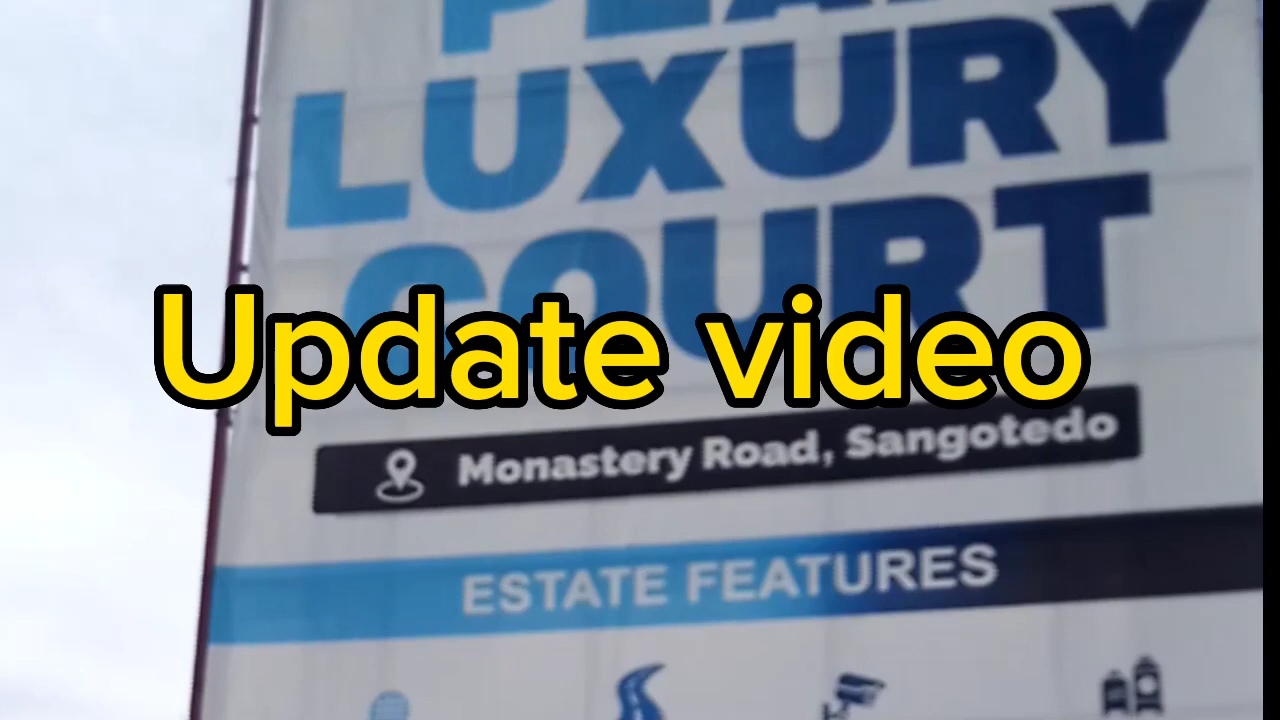 LUXURY
COURT
Update video
Monastery Road, Sangotedo
ESTATE FEATURES